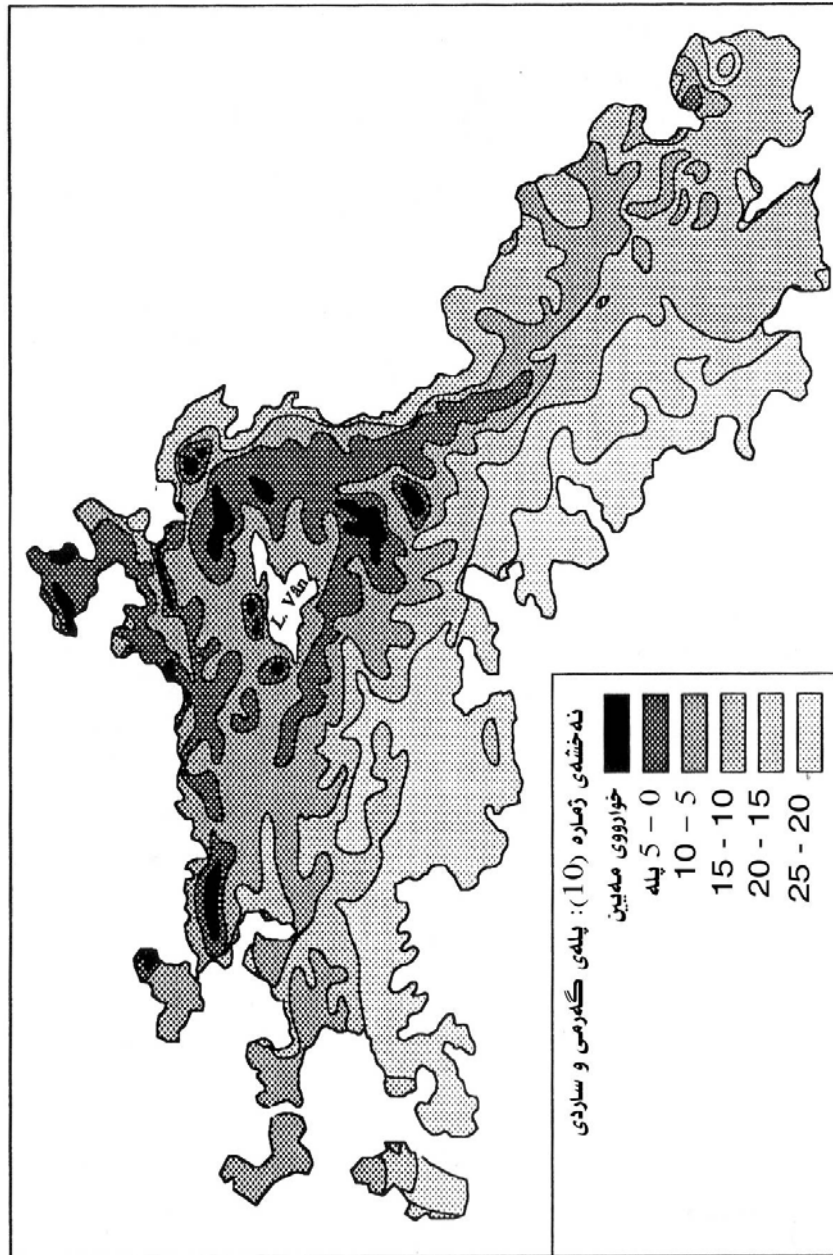 L. Vân
نەخشەی ژمارە (10): پلەی گەرمی و ساردی
خوارووی مەیین
5 – 0 پلە
10 – 5
15 - 10
20 - 15
25 - 20